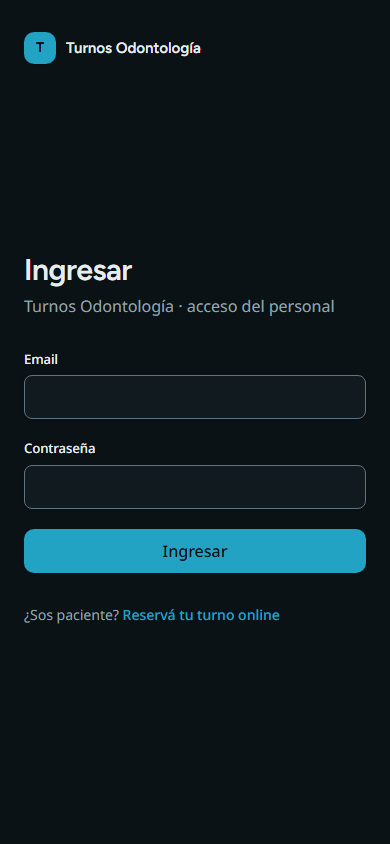 T
Turnos Odontología
Ingresar
Turnos Odontología · acceso del personal
Email
Contraseña
Ingresar
¿Sos paciente? Reservá tu turno online